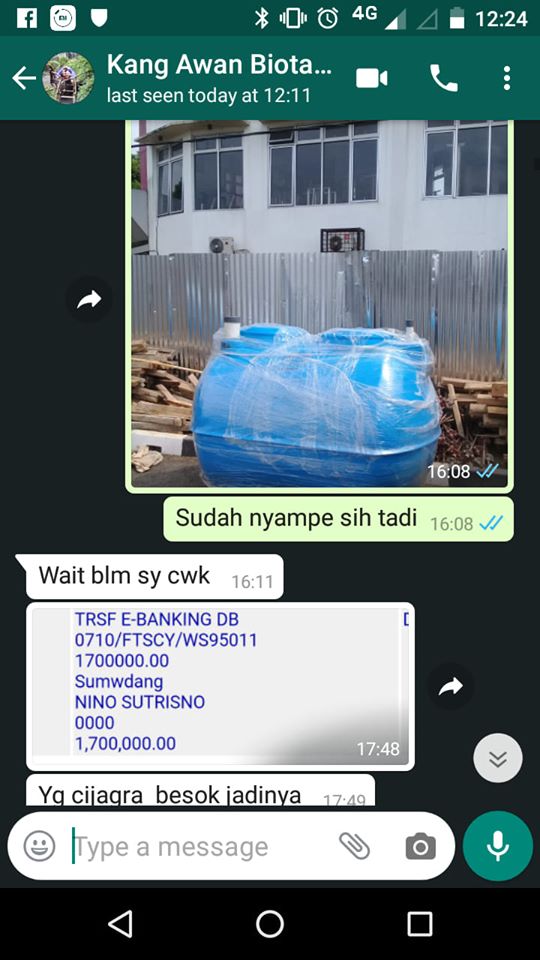 4G 12:24
Kang Awan Biota...
last seen today at 12:11
16:08
Sudah nyampe sih tadi 16:08
Wait blm sy cwk 16:11
TRSF E-BANKING DB
0710/FTSCY/WS95011
1700000.00
Sumwdang
NINO SUTRISNO
0000
1,700,000.00
17:48
Yg cijagra besok jadinya 17:49
Type a message